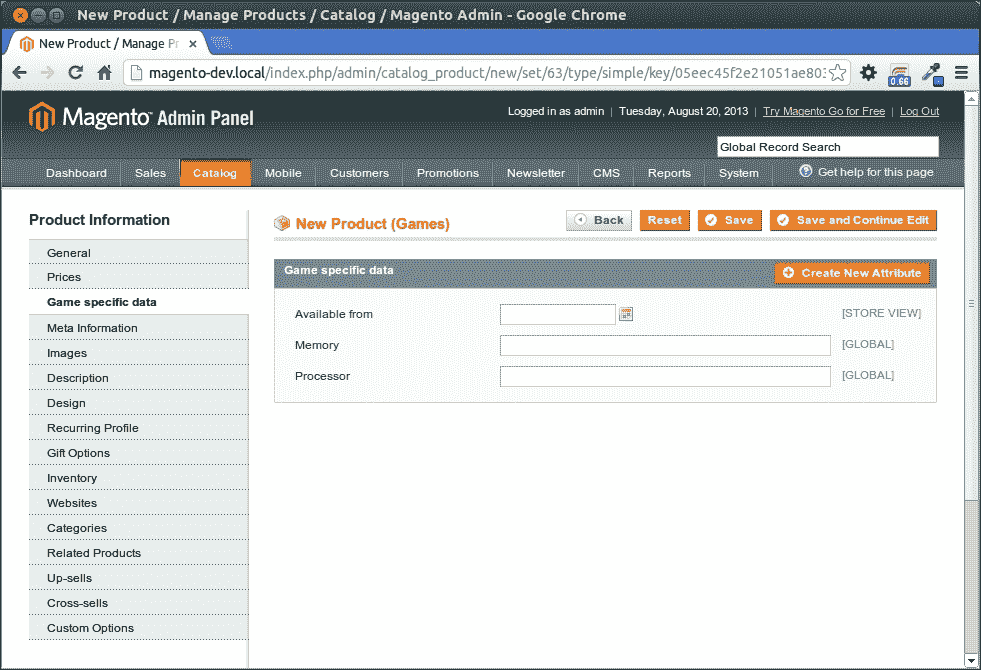 New Product / Manage Products / Catalog / Magento Admin - Google Chrome
New Product / Manage Pr
magento-dev.local/index.php/admin/catalog_product/new/set/63/type/simple/key/05eec45f2e21051ae803
0.66
Magento Admin Panel
Logged in as admin | Tuesday, August 20, 2013 | Try Magento Go for Free | Log Out
Global Record Search
Dashboard Sales Catalog Mobile Customers Promotions Newsletter CMS Reports System Get help for this page
Product Information
General
Prices
Game specific data
Meta Information
Images
Description
Design
Recurring Profile
Gift Options
Inventory
Websites
Categories
Related Products
Up-sells
Cross-sells
Custom Options
New Product (Games)
Back Reset Save Save and Continue Edit
Game specific data
Create New Attribute
Available from [STORE VIEW]
Memory [GLOBAL]
Processor [GLOBAL]